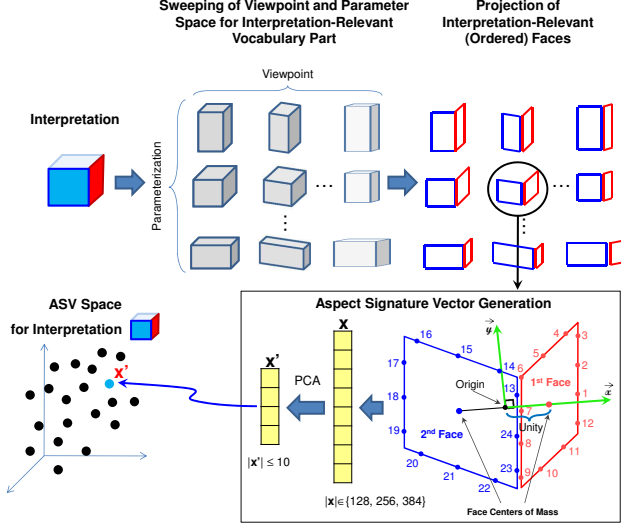 Sweeping of Viewpoint and Parameter
Space for Interpretation-Relevant
Vocabulary Part
Projection of
Interpretation-Relevant
(Ordered) Faces
Viewpoint
Interpretation
Parameterization
...
...
...
...
ASV Space
for Interpretation
x'
Aspect Signature Vector Generation
x
x'
PCA
|x'| ≤ 10
|x|∈{128, 256, 384}
y
x
Origin
Unity
1st Face
2nd Face
Face Centers of Mass
1
2
3
4
5
6
7
8
9
10
11
12
13
14
15
16
17
18
19
20
21
22
23
24